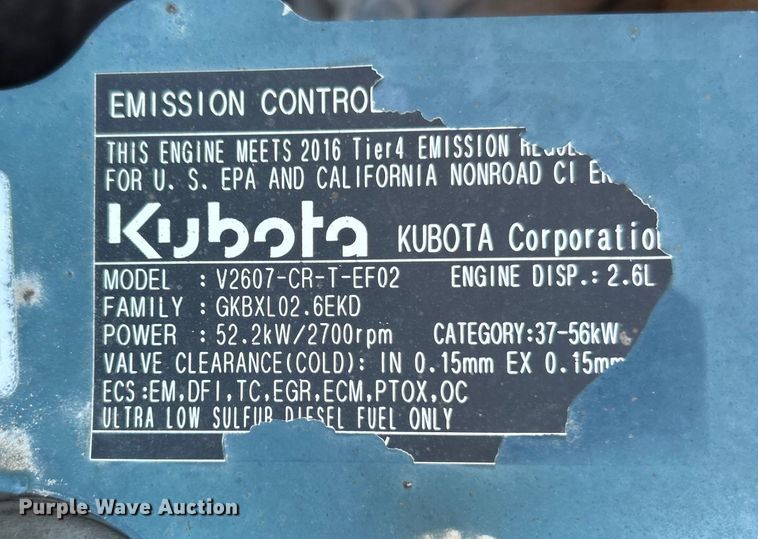 EMISSION CONTRO
THIS ENGINE MEETS 2016 Tier4 EMISSION
FOR U. S. EPA AND CALIFORNIA NONROAD CI EN
Kubota KUBOTA Corporation
MODEL : V2607-CR-T-EF02 ENGINE DISP.: 2.6L
FAMILY : GKBXL02.6EKD
POWER : 52.2kW/2700rpm CATEGORY:37-56kW
VALVE CLEARANCE(COLD): IN 0.15mm EX 0.15mm
ECS :EM,DFI,TC,EGR,ECM,PTOX,OC
ULTRA LOW SULFUR DIESEL FUEL ONLY
Purple Wave Auction